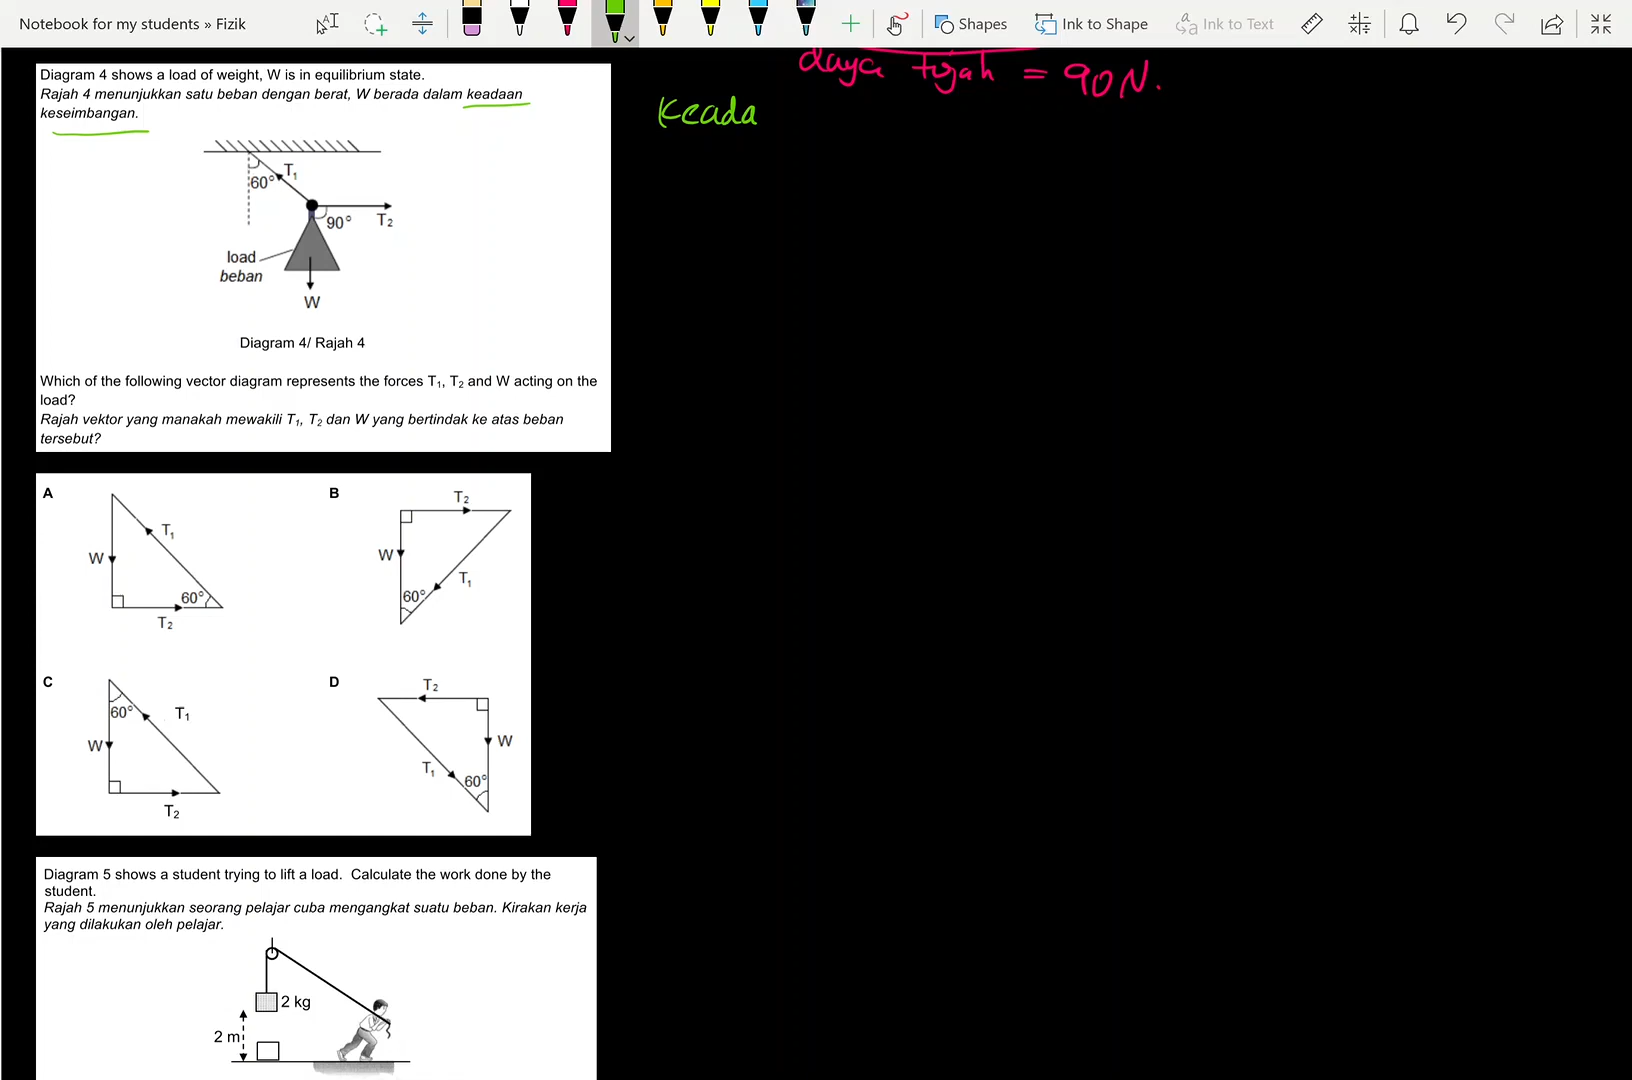 Notebook for my students » Fizik
Shapes
Ink to Shape
Ink to Text
daya tujah = 90N.
Keada
Diagram 4 shows a load of weight, W is in equilibrium state.
Rajah 4 menunjukkan satu beban dengan berat, W berada dalam keadaan
keseimbangan.
T₁
60°
90°
T₂
load
beban
W
Diagram 4/ Rajah 4
Which of the following vector diagram represents the forces T₁, T₂ and W acting on the
load?
Rajah vektor yang manakah mewakili T₁, T₂ dan W yang bertindak ke atas beban
tersebut?
A
T₁
W
60°
T₂
B
T₂
W
T₁
60°
C
60°
T₁
W
T₂
D
T₂
W
T₁
60°
Diagram 5 shows a student trying to lift a load. Calculate the work done by the
student.
Rajah 5 menunjukkan seorang pelajar cuba mengangkat suatu beban. Kirakan kerja
yang dilakukan oleh pelajar.
2 kg
2 m